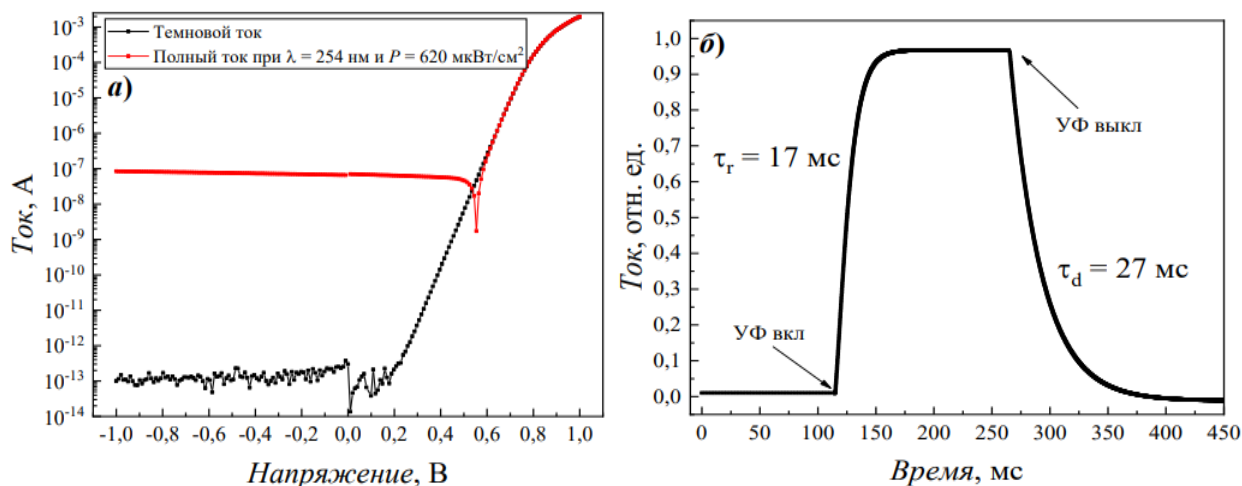 а)
Темновой ток
Полный ток при λ = 254 нм и P = 620 мкВт/см²
Ток, А
10⁻³
10⁻⁴
10⁻⁵
10⁻⁶
10⁻⁷
10⁻⁸
10⁻⁹
10⁻¹⁰
10⁻¹¹
10⁻¹²
10⁻¹³
10⁻¹⁴
-1,0 -0,8 -0,6 -0,4 -0,2 0,0 0,2 0,4 0,6 0,8 1,0
Напряжение, В
б)
Ток, отн. ед.
1,0
0,9
0,8
0,7
0,6
0,5
0,4
0,3
0,2
0,1
0,0
УФ выкл
τr = 17 мс
τd = 27 мс
УФ вкл
0 50 100 150 200 250 300 350 400 450
Время, мс